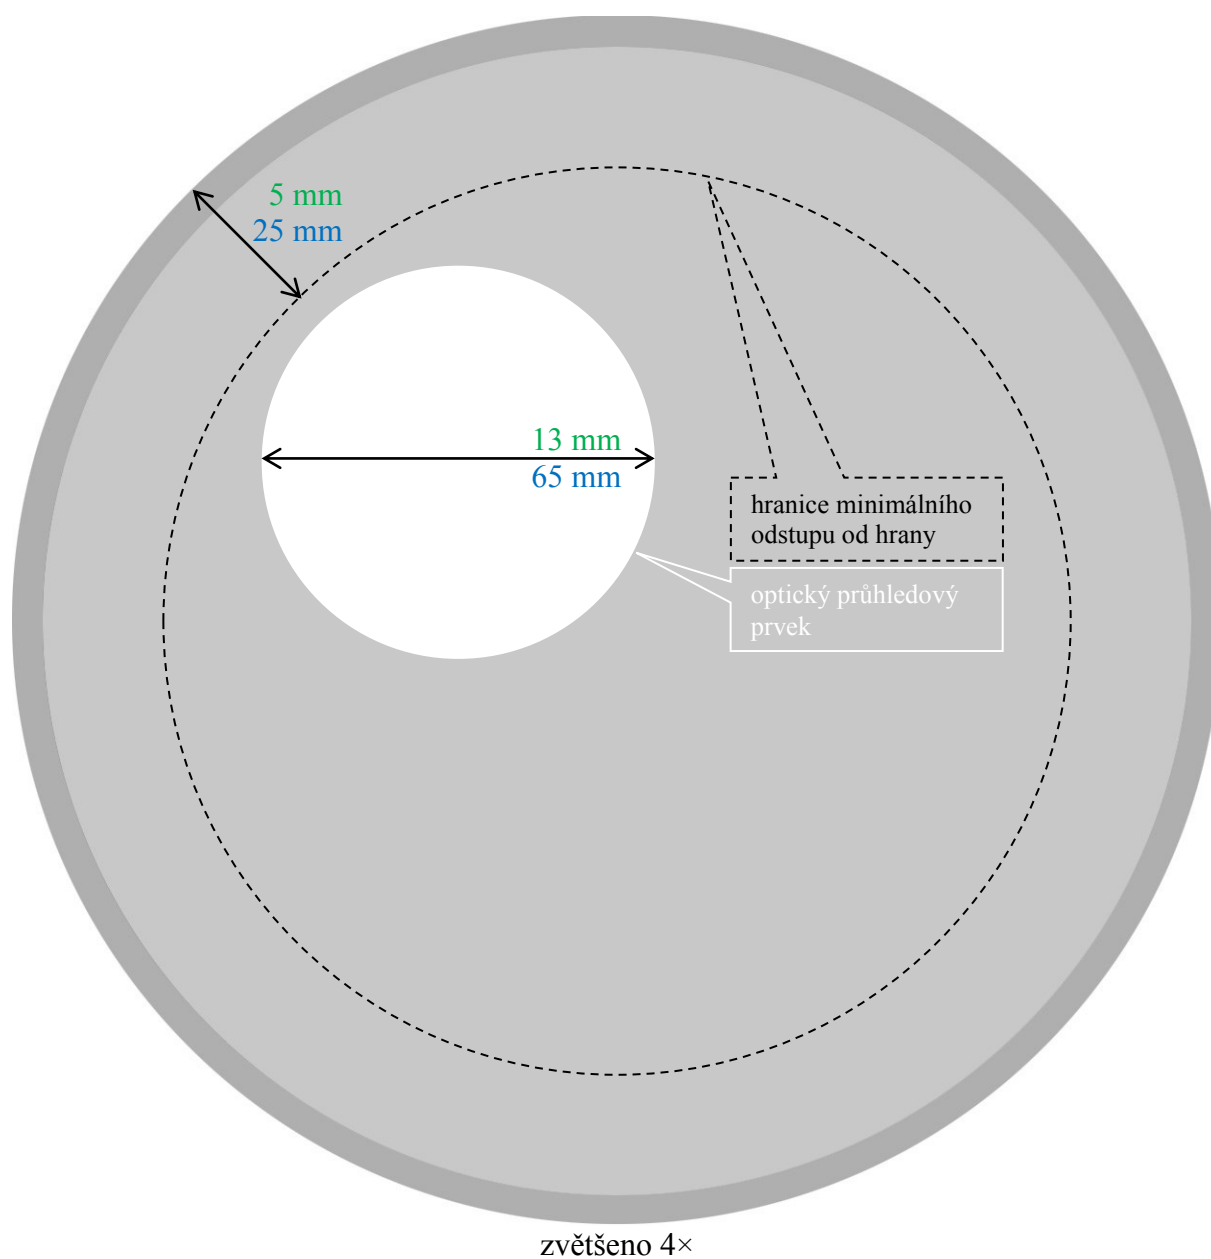 5 mm
25 mm
13 mm
65 mm
hranice minimálního
odstupu od hrany
optický průhledový
prvek
zvětšeno 4×